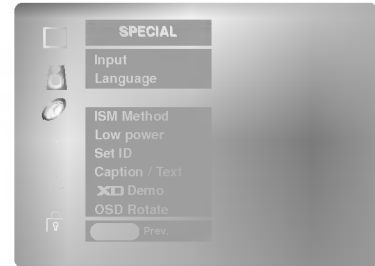 SPECIAL
Input
Language
ISM Method
Low power
Set ID
Caption / Text
XD Demo
OSD Rotate
Prev.